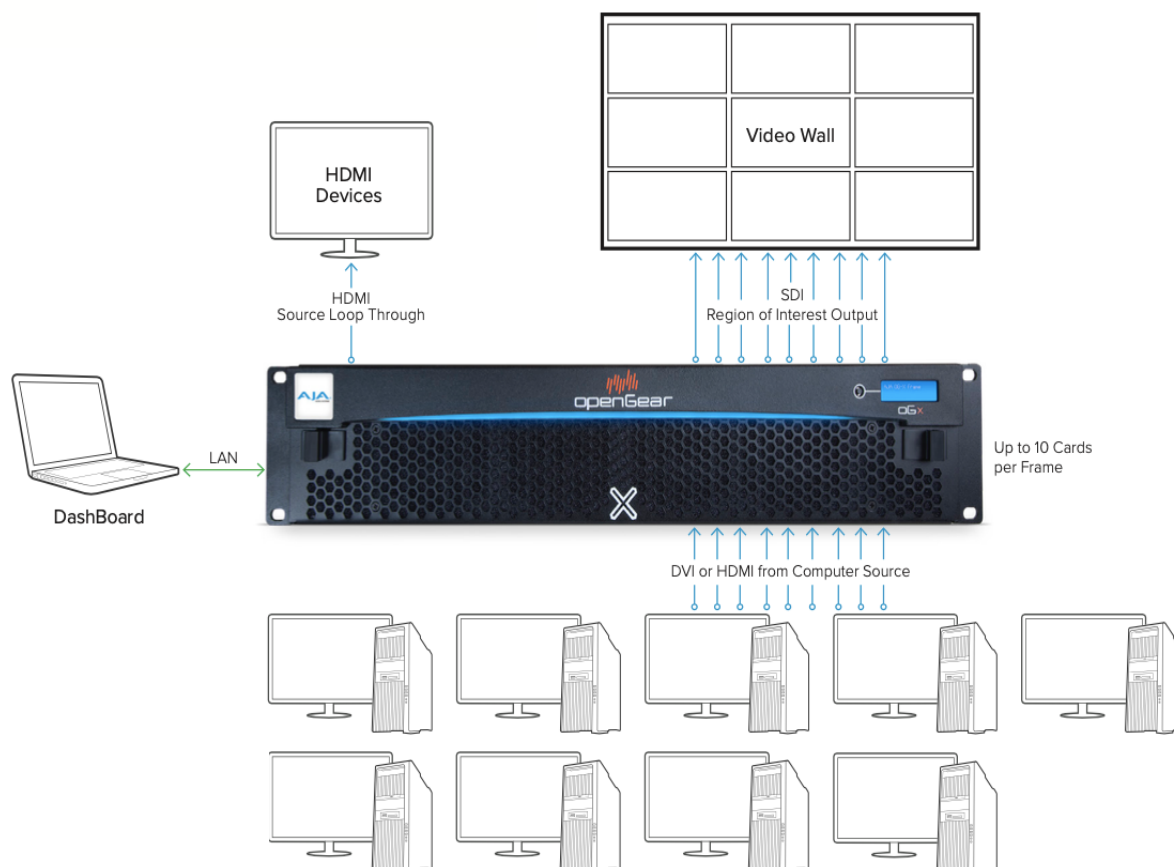 Video Wall
HDMI
Devices
HDMI
Source Loop Through
SDI
Region of Interest Output
AJA
openGear
oGx
LAN
DashBoard
Up to 10 Cards
per Frame
X
DVI or HDMI from Computer Source